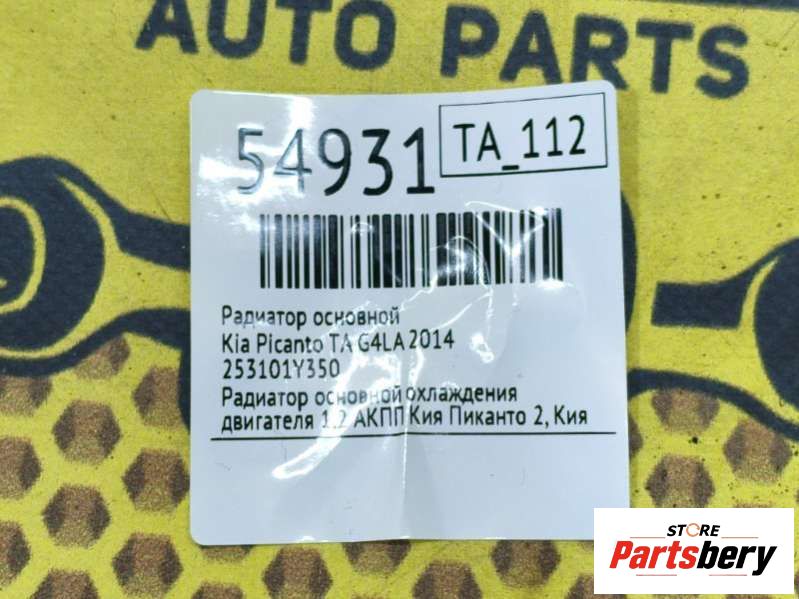 AUTO PARTS
54931
TA_112
Радиатор основной
Kia Picanto TA G4LA 2014
253101Y350
Радиатор основной охлаждения
двигателя 1.2 АКПП Кия Пиканто 2, Кия
STORE
Partsbery